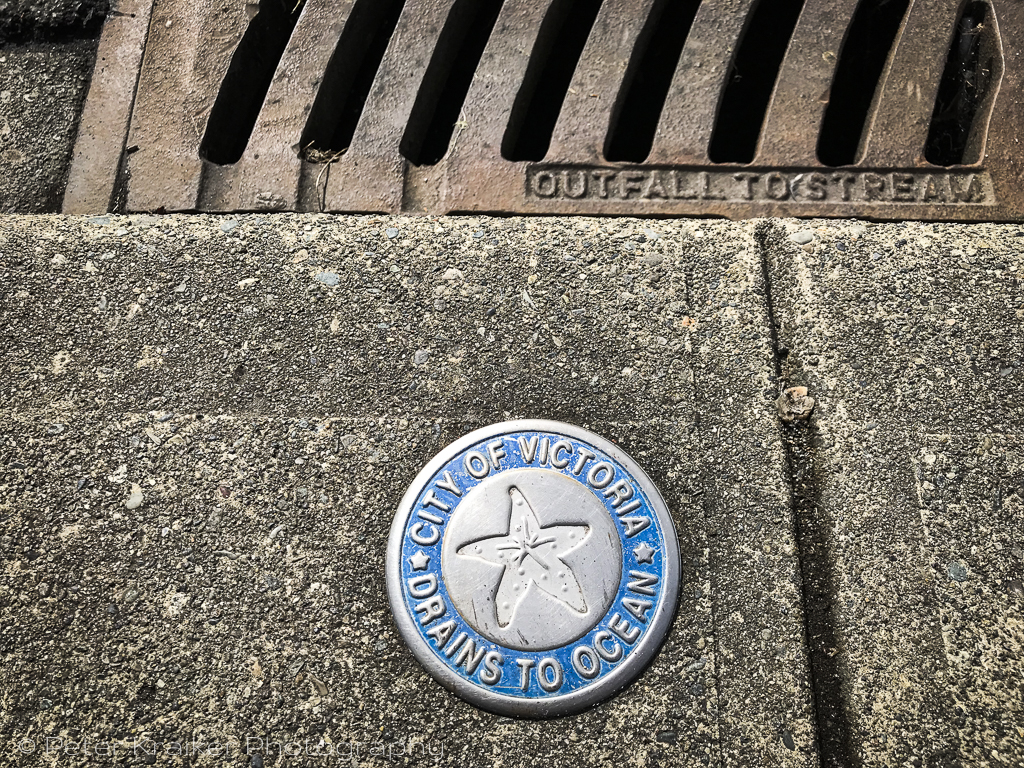 OUTFALL TO STREAM
CITY OF VICTORIA
DRAINS TO OCEAN
© Peter Kraiker Photography